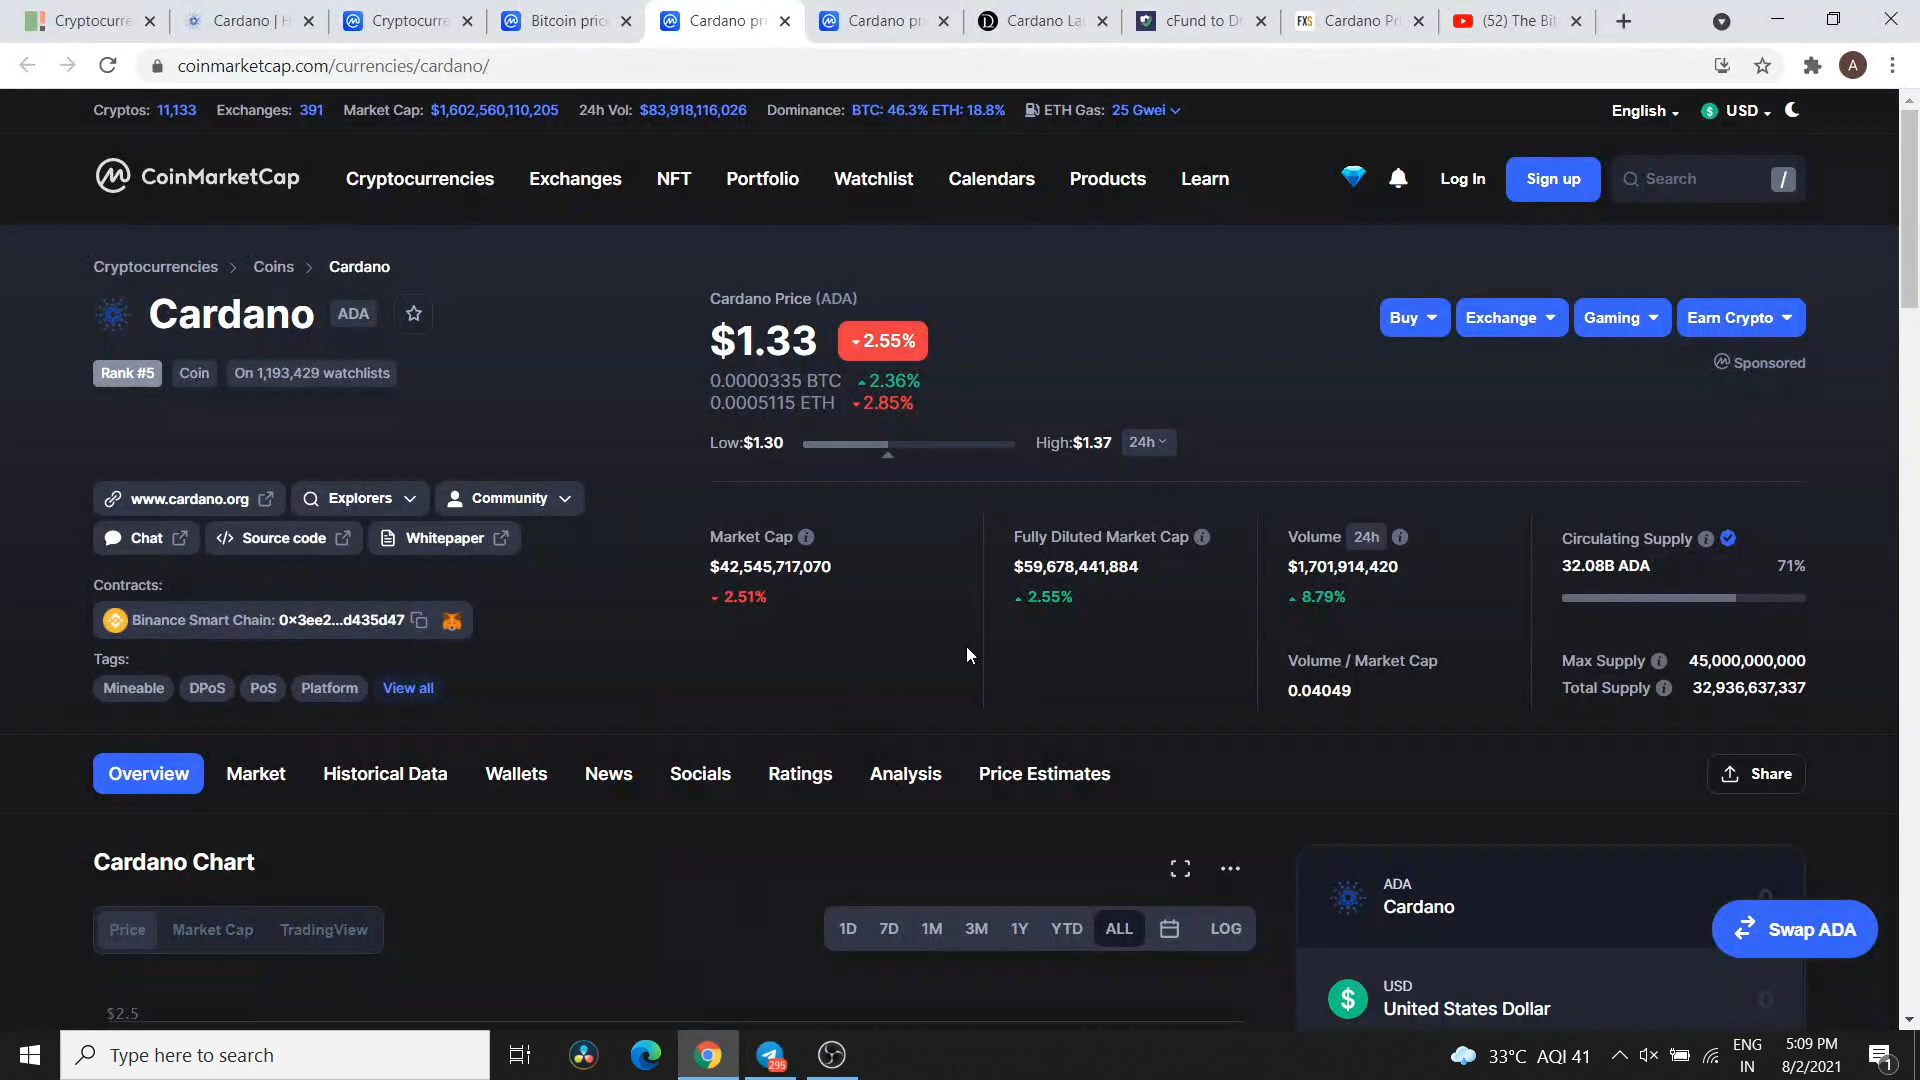 Cryptocurre
Cardano | H
Cryptocurre
Bitcoin pric
Cardano pri
Cardano pri
Cardano La
cFund to Dr
FXS
Cardano Pri
(52) The Bit
coinmarketcap.com/currencies/cardano/
A
Cryptos: 11,133 Exchanges: 391 Market Cap: $1,602,560,110,205 24h Vol: $83,918,116,026 Dominance: BTC: 46.3% ETH: 18.8% ETH Gas: 25 Gwei
English
USD
CoinMarketCap
Cryptocurrencies Exchanges NFT Portfolio Watchlist Calendars Products Learn
Log In
Sign up
Search /
Cryptocurrencies > Coins > Cardano
Cardano ADA
Rank #5 Coin On 1,193,429 watchlists
www.cardano.org Explorers Community
Chat Source code Whitepaper
Contracts:
Binance Smart Chain: 0x3ee2...d435d47
Tags:
Mineable DPoS PoS Platform View all
Cardano Price (ADA)
$1.33 2.55%
0.0000335 BTC 2.36%
0.0005115 ETH 2.85%
Low:$1.30 High:$1.37 24h
Buy Exchange Gaming Earn Crypto
Sponsored
Market Cap
$42,545,717,070
2.51%
Fully Diluted Market Cap
$59,678,441,884
2.55%
Volume 24h
$1,701,914,420
8.79%
Volume / Market Cap
0.04049
Circulating Supply
32.08B ADA 71%
Max Supply 45,000,000,000
Total Supply 32,936,637,337
Overview Market Historical Data Wallets News Socials Ratings Analysis Price Estimates
Share
Cardano Chart
Price Market Cap TradingView
1D 7D 1M 3M 1Y YTD ALL LOG
$2.5
ADA
Cardano
USD
United States Dollar
Swap ADA
Type here to search
295
33°C AQI 41
ENG
IN
5:09 PM
8/2/2021
1